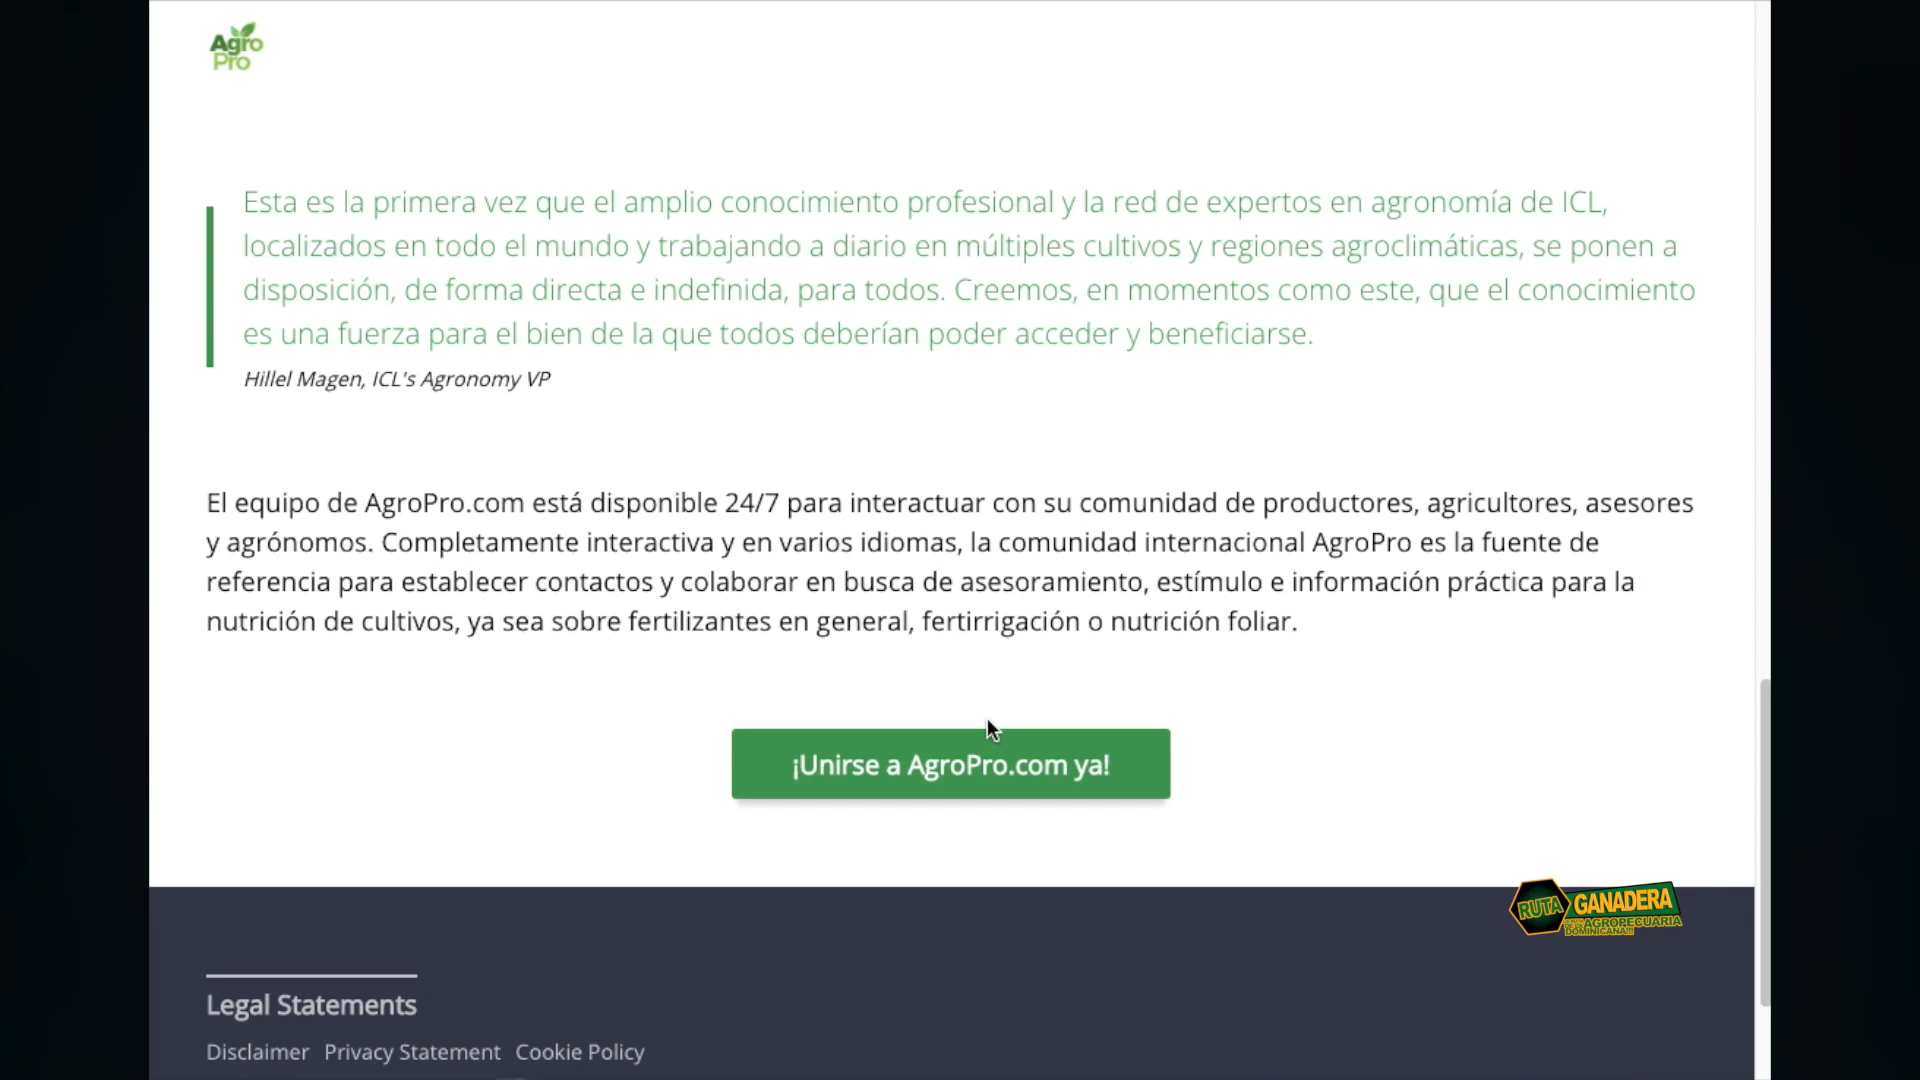 Agro
Pro
Esta es la primera vez que el amplio conocimiento profesional y la red de expertos en agronomía de ICL,
localizados en todo el mundo y trabajando a diario en múltiples cultivos y regiones agroclimáticas, se ponen a
disposición, de forma directa e indefinida, para todos. Creemos, en momentos como este, que el conocimiento
es una fuerza para el bien de la que todos deberían poder acceder y beneficiarse.
Hillel Magen, ICL's Agronomy VP
El equipo de AgroPro.com está disponible 24/7 para interactuar con su comunidad de productores, agricultores, asesores
y agrónomos. Completamente interactiva y en varios idiomas, la comunidad internacional AgroPro es la fuente de
referencia para establecer contactos y colaborar en busca de asesoramiento, estímulo e información práctica para la
nutrición de cultivos, ya sea sobre fertilizantes en general, fertirrigación o nutrición foliar.
¡Unirse a AgroPro.com ya!
RUTA GANADERA
AGROPECUARIA
DOMINICANA!!!
Legal Statements
Disclaimer Privacy Statement Cookie Policy